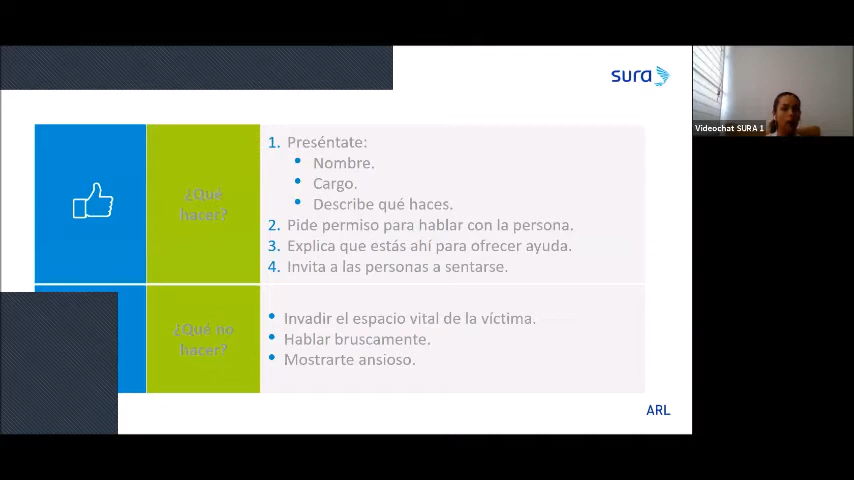 sura
Videochat SURA 1
¿Qué
hacer?
1. Preséntate:
• Nombre.
• Cargo.
• Describe qué haces.
2. Pide permiso para hablar con la persona.
3. Explica que estás ahí para ofrecer ayuda.
4. Invita a las personas a sentarse.
¿Qué no
hacer?
• Invadir el espacio vital de la víctima.
• Hablar bruscamente.
• Mostrarte ansioso.
ARL